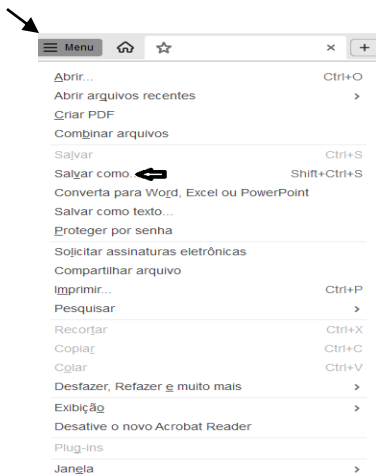 Menu
Abrir... Ctrl+O
Abrir arquivos recentes >
Criar PDF
Combinar arquivos
Salvar Ctrl+S
Salvar como... Shift+Ctrl+S
Converta para Word, Excel ou PowerPoint
Salvar como texto...
Proteger por senha
Solicitar assinaturas eletrônicas
Compartilhar arquivo
Imprimir... Ctrl+P
Pesquisar >
Recortar Ctrl+X
Copiar Ctrl+C
Colar Ctrl+V
Desfazer, Refazer e muito mais >
Exibição >
Desative o novo Acrobat Reader
Plug-ins
Janela >